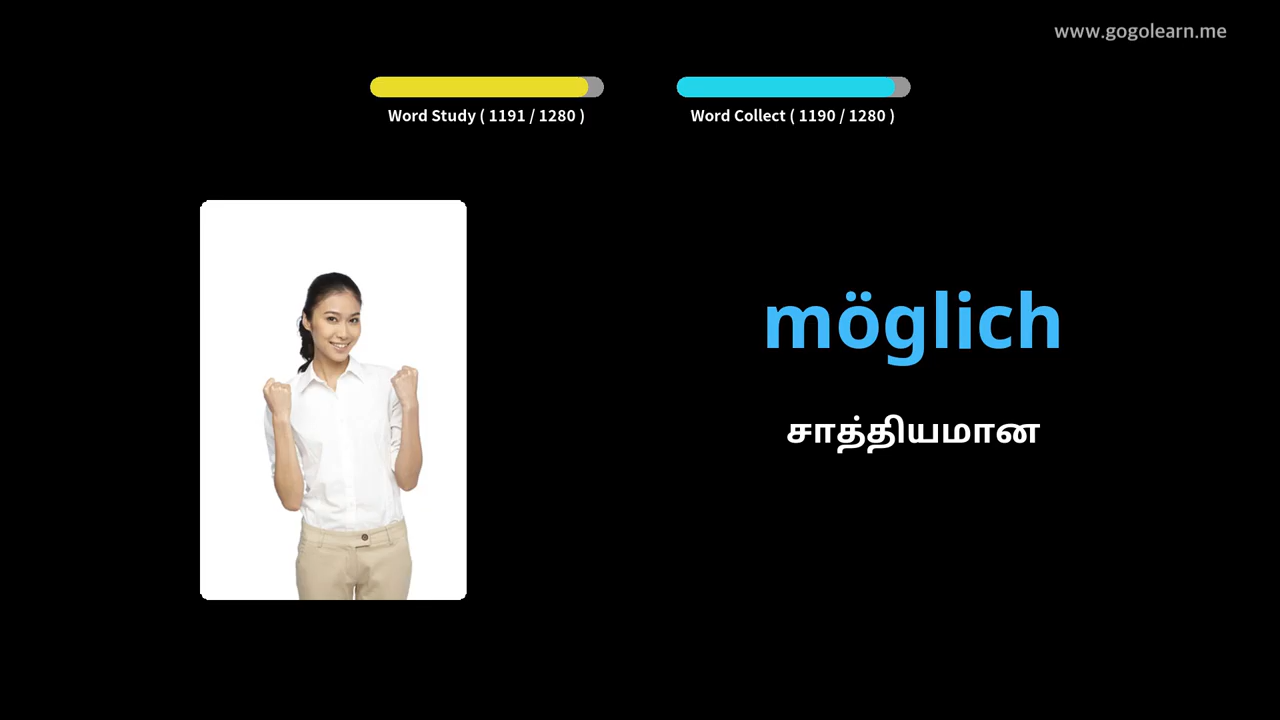 www.gogolearn.me
Word Study ( 1191 / 1280 )
Word Collect ( 1190 / 1280 )
möglich
சாத்தியமான